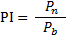 PI = Pn / Pb